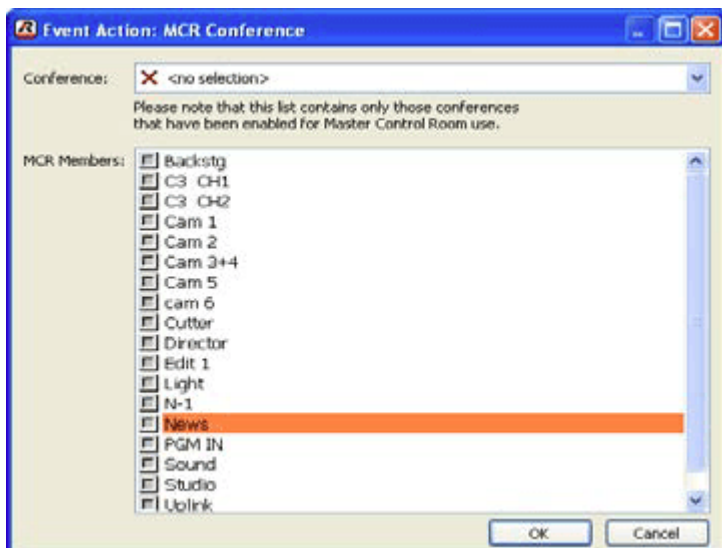 Event Action: MCR Conference
Conference:
<no selection>
Please note that this list contains only those conferences
that have been enabled for Master Control Room use.
MCR Members:
Backstg
C3 CH1
C3 CH2
Cam 1
Cam 2
Cam 3+4
Cam 5
cam 6
Cutter
Director
Edit 1
Light
N-1
News
PGM IN
Sound
Studio
Uplink
OK
Cancel